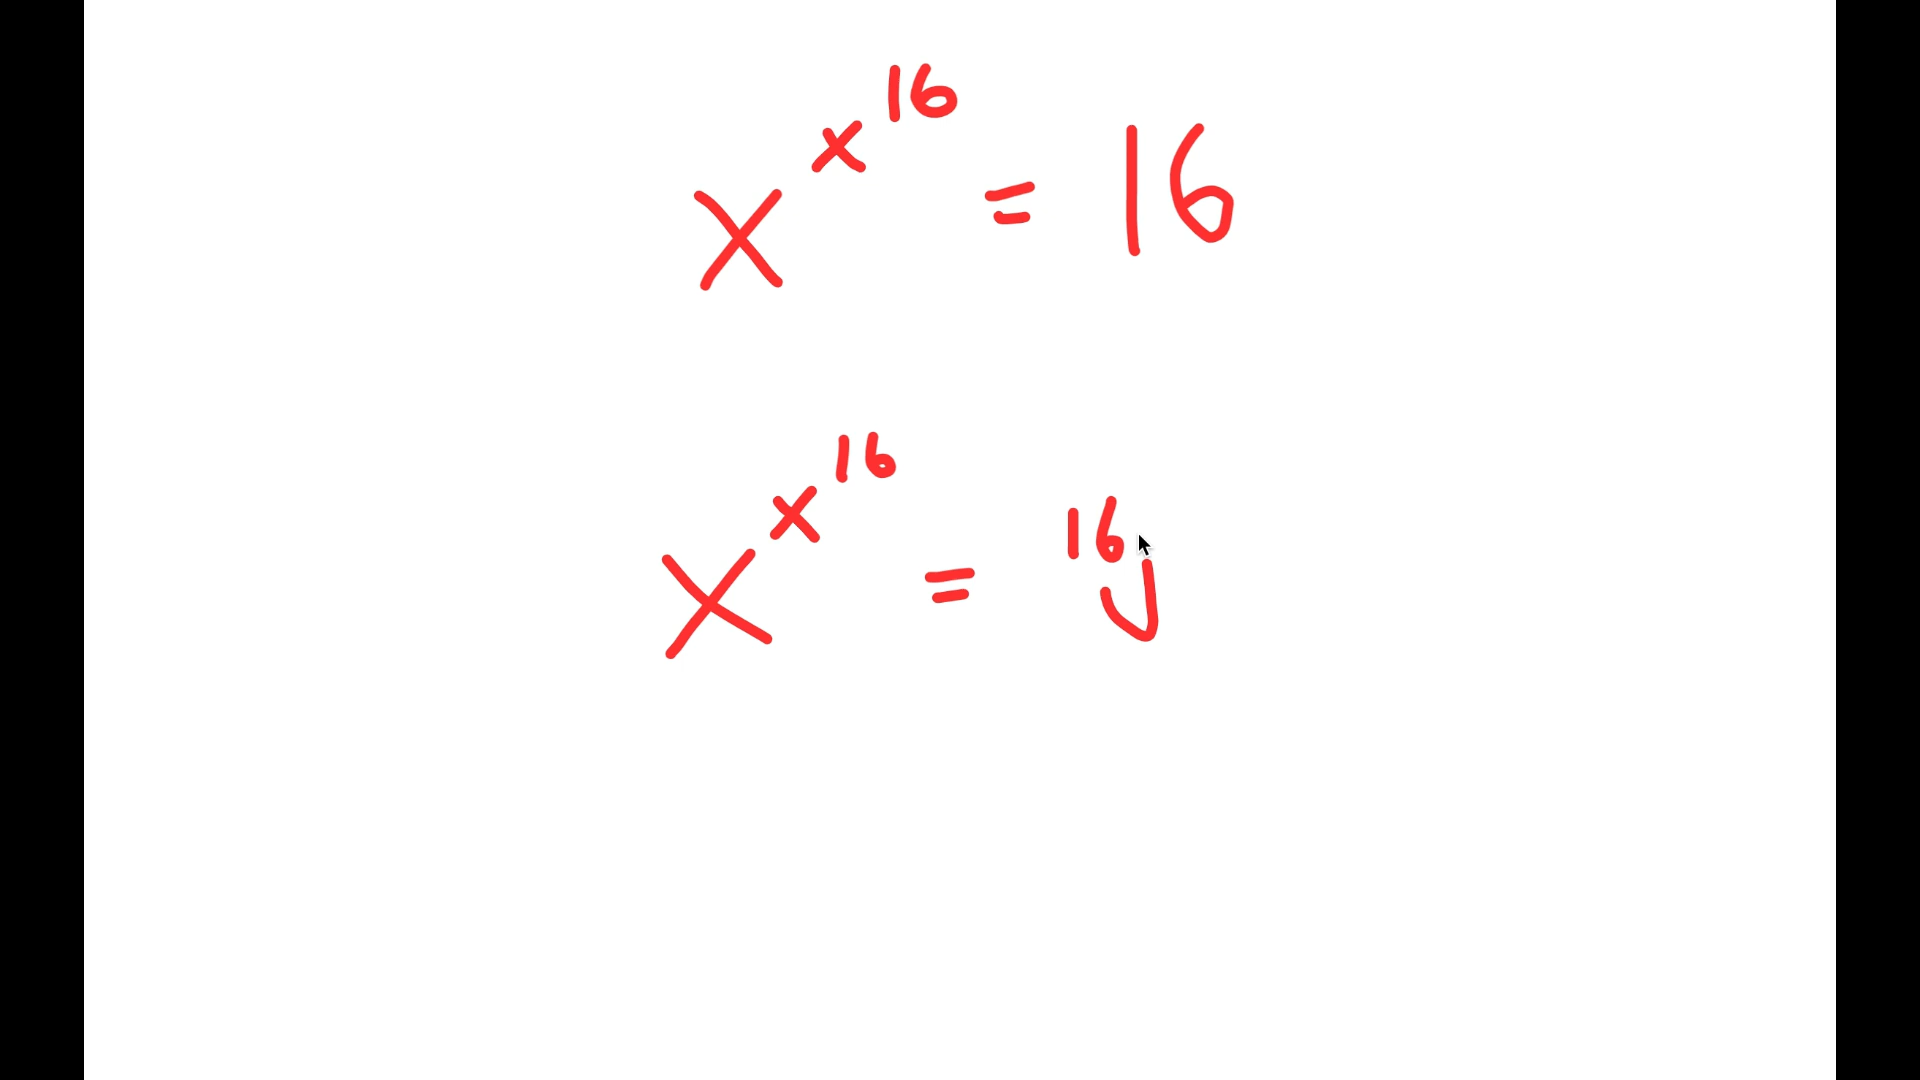 x^x^16 = 16
x^x^16 = 16